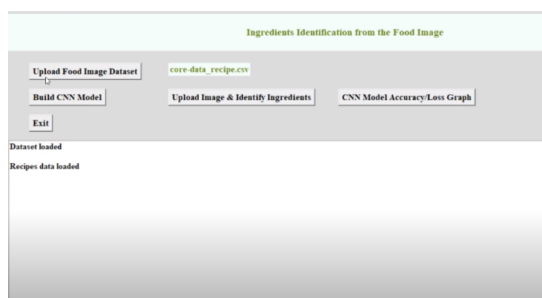 Ingredients Identification from the Food Image
Upload Food Image Dataset
core-data_recipe.csv
Build CNN Model
Upload Image & Identify Ingredients
CNN Model Accuracy/Loss Graph
Exit
Dataset loaded
Recipes data loaded